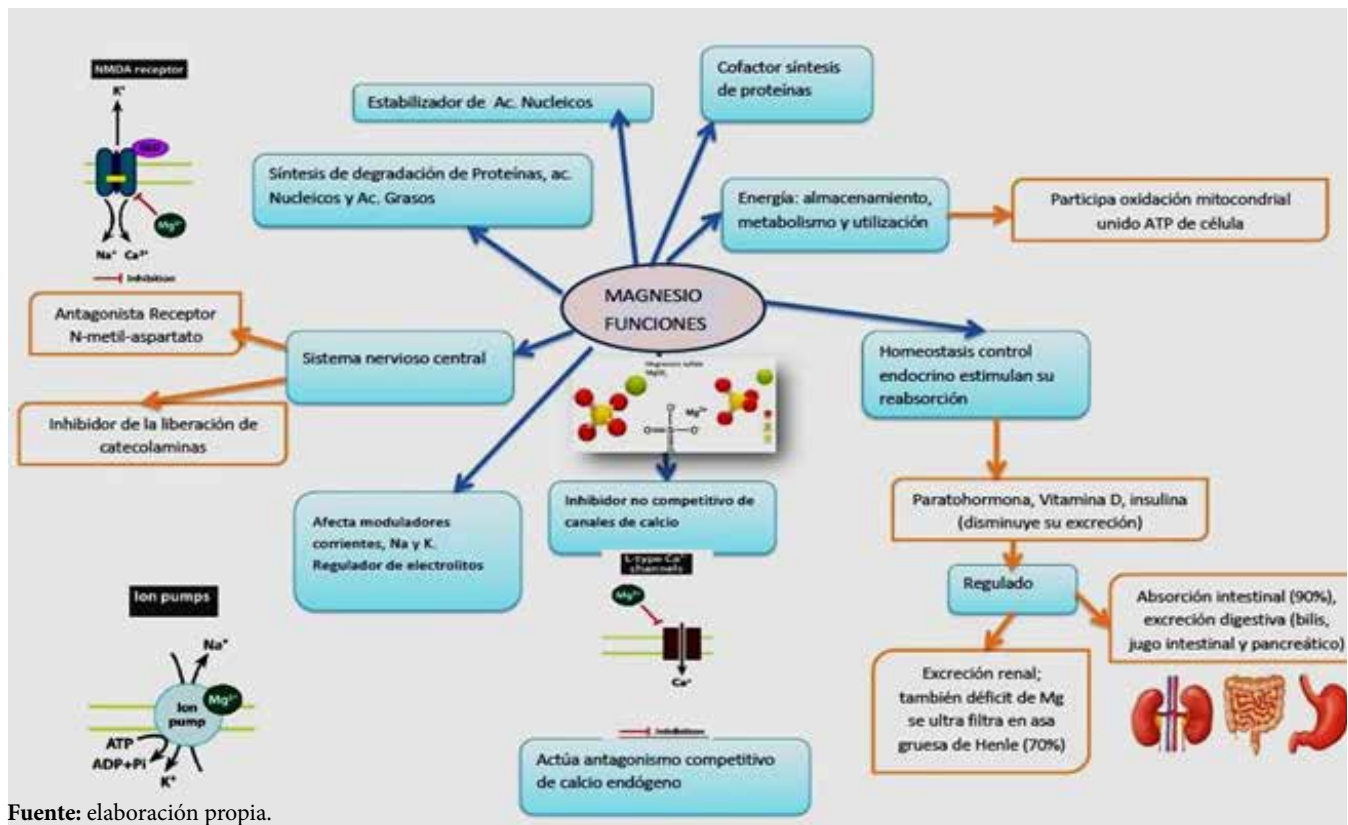 NMDA receptor
K⁺
Mg²⁺
Na⁺ Ca²⁺
Inhibition
Estabilizador de Ac. Nucleicos
Cofactor síntesis
de proteínas
Síntesis de degradación de Proteínas, ac.
Nucleicos y Ac. Grasos
Energía: almacenamiento,
metabolismo y utilización
Participa oxidación mitocondrial
unido ATP de célula
MAGNESIO
FUNCIONES
Antagonista Receptor
N-metil-aspartato
Sistema nervioso central
Inhibidor de la liberación de
catecolaminas
Homeostasis control
endocrino estimulan su
reabsorción
Mg²⁺
Afecta moduladores
corrientes, Na y K.
Regulador de electrolitos
Inhibidor no competitivo de
canales de calcio
Paratohormona, Vitamina D, insulina
(disminuye su excreción)
L-type Ca²⁺
channels
Mg²⁺
Ca²⁺
Inhibition
Regulado
Absorción intestinal (90%),
excreción digestiva (bilis,
jugo intestinal y pancreático)
Excreción renal;
también déficit de Mg
se ultra filtra en asa
gruesa de Henle (70%)
Ion pumps
Na⁺
Mg²⁺
Ion
pump
ATP
ADP+Pi
K⁺
Actúa antagonismo competitivo
de calcio endógeno
Fuente: elaboración propia.